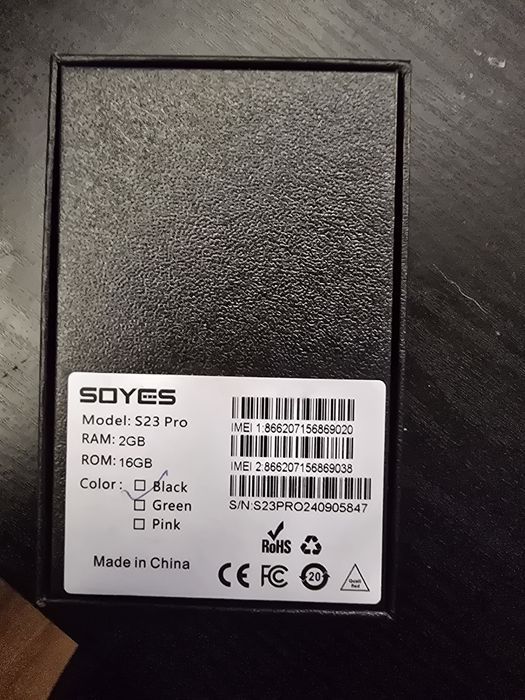 SOYES
Model: S23 Pro
RAM: 2GB
ROM: 16GB
Color: Black
Green
Pink
Made in China
IMEI 1:866207156869020
IMEI 2:866207156869038
S/N:S23PRO240905847
RoHS
CE FC 20